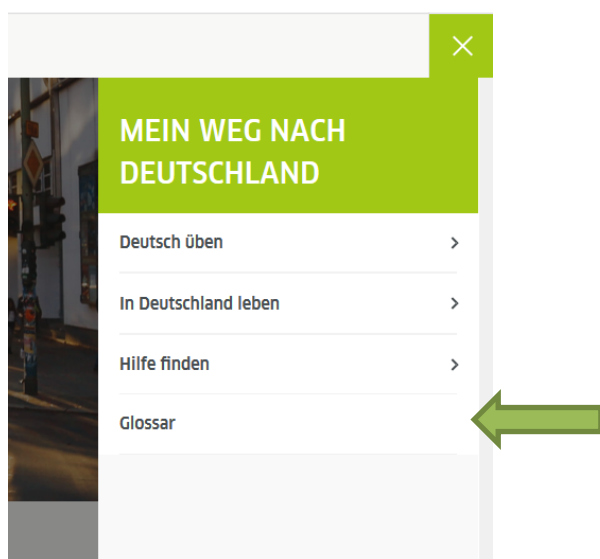 MEIN WEG NACH
DEUTSCHLAND
Deutsch üben
In Deutschland leben
Hilfe finden
Glossar